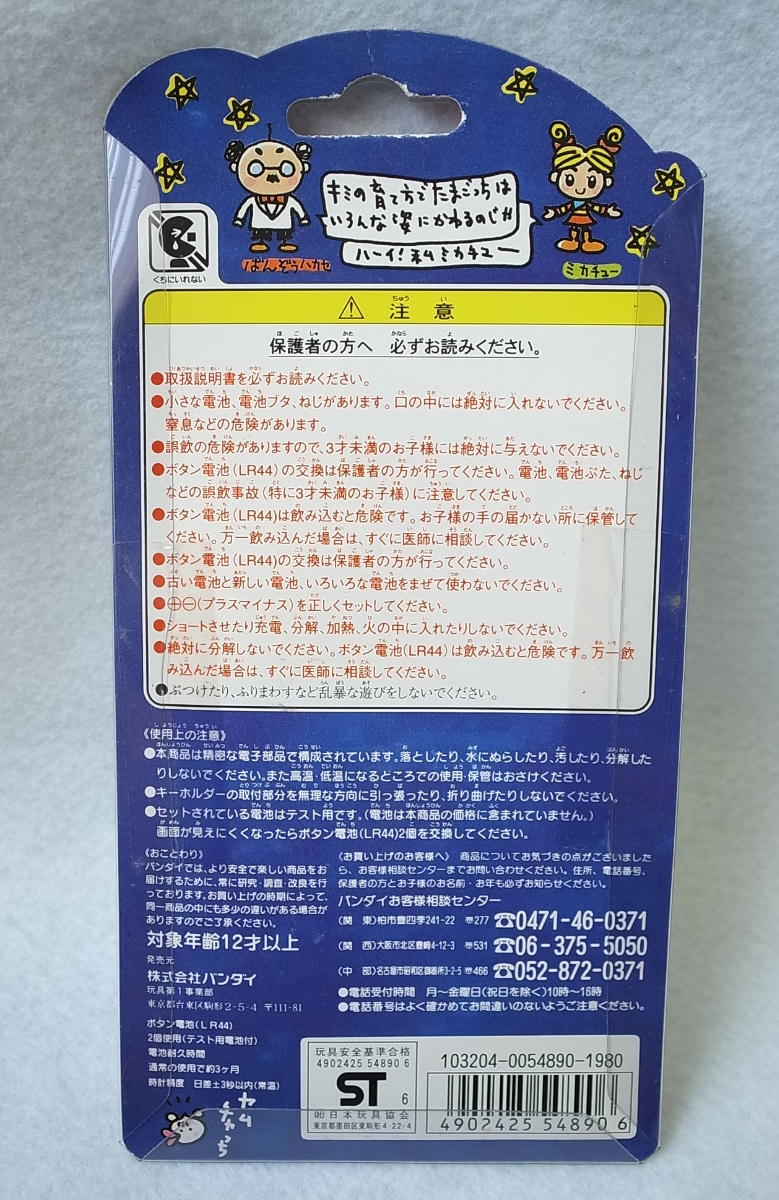 キミの育て方でたまごっちは
いろんな姿にかわるのじゃ
ハーイ!私ミカチュー
ばんぞうハカセ
ミカチュー
くちにいれない
⚠ 注意
保護者の方へ 必ずお読みください。
●取扱説明書を必ずお読みください。
●小さな電池、電池ブタ、ねじがあります。口の中には絶対に入れないでください。
窒息などの危険があります。
●誤飲の危険がありますので、3才未満のお子様には絶対に与えないでください。
●ボタン電池(LR44)の交換は保護者の方が行ってください。電池、電池ぶた、ねじ
などの誤飲事故(特に3才未満のお子様)に注意してください。
●ボタン電池(LR44)は飲み込むと危険です。お子様の手の届かない所に保管して
ください。万一飲み込んだ場合は、すぐに医師に相談してください。
●ボタン電池(LR44)の交換は保護者の方が行ってください。
●古い電池と新しい電池、いろいろな電池をまぜて使わないでください。
●⊕⊖(プラスマイナス)を正しくセットしてください。
●ショートさせたり充電、分解、加熱、火の中に入れたりしないでください。
●絶対に分解しないでください。ボタン電池(LR44)は飲み込むと危険です。万一飲
み込んだ場合は、すぐに医師に相談してください。
●ぶつけたり、ふりまわすなど乱暴な遊びをしないでください。
《使用上の注意》
●本商品は精密な電子部品で構成されています。落としたり、水にぬらしたり、汚したり、分解した
りしないでください。また高温・低温になるところでの使用・保管はおさけください。
●キーホルダーの取付部分を無理な方向に引っ張ったり、折り曲げたりしないでください。
●セットされている電池はテスト用です。(電池は本商品の価格に含まれていません。)
画面が見えにくくなったらボタン電池(LR44)2個を交換してください。
《おことわり》
バンダイでは、より安全で楽しい商品をお
届けするために、常に研究・調査・改良を行
っております。お買い上げの時期によって、
同一商品の中にも多少の違いがある場合が
ありますのでご了承ください。
対象年齢12才以上
発売元
株式会社バンダイ
玩具第1事業部
東京都台東区駒形2-5-4 〒111-81
ボタン電池(LR44)
2個使用(テスト用電池付)
電池耐久時間
通常の使用で約3ヶ月
時計精度 日差±3秒以内(常温)
《お買い上げのお客様へ》 商品についてお気づきの点がございました
ら、お客様相談センターまでお問い合わせください。住所、電話番号、
保護者の方とお子様のお名前・お年も必ずお知らせください。
バンダイお客様相談センター
(関 東)柏市豊四季241-22 〒277 ☎0471-46-0371
(関 西)大阪市北区豊崎4-12-3 〒531 ☎06-375-5050
(中 部)名古屋市昭和区御器所3-2-5 〒466 ☎052-872-0371
●電話受付時間 月〜金曜日(祝日を除く)10時〜16時
●電話番号はよく確かめてお間違いのないようご注意ください。
玩具安全基準合格
4902425 54890 6
ST 6
(社)日本玩具協会
東京都墨田区東駒形4-22-4
103204-0054890-1980
4902425 548906